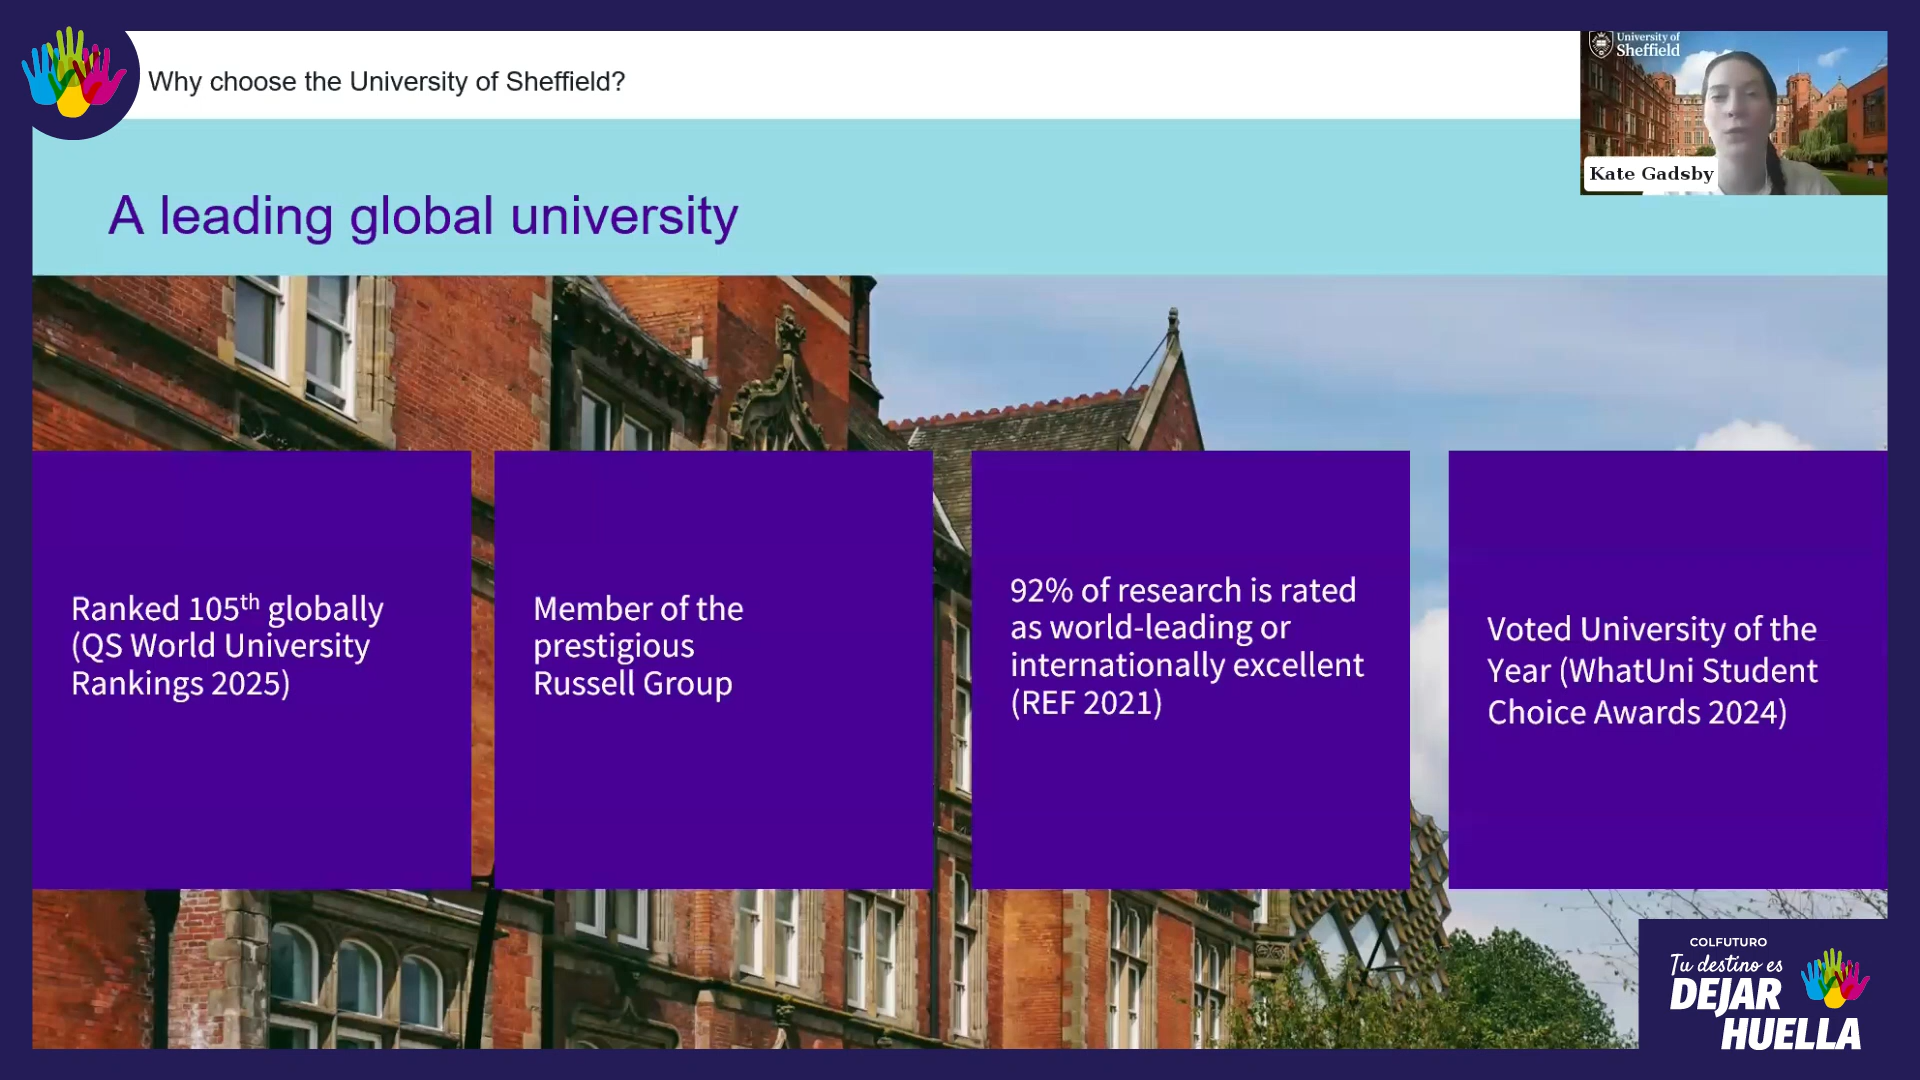 Why choose the University of Sheffield?
University of
Sheffield
Kate Gadsby
A leading global university
Ranked 105th globally
(QS World University
Rankings 2025)
Member of the
prestigious
Russell Group
92% of research is rated
as world-leading or
internationally excellent
(REF 2021)
Voted University of the
Year (WhatUni Student
Choice Awards 2024)
COLFUTURO
Tu destino es
DEJAR
HUELLA